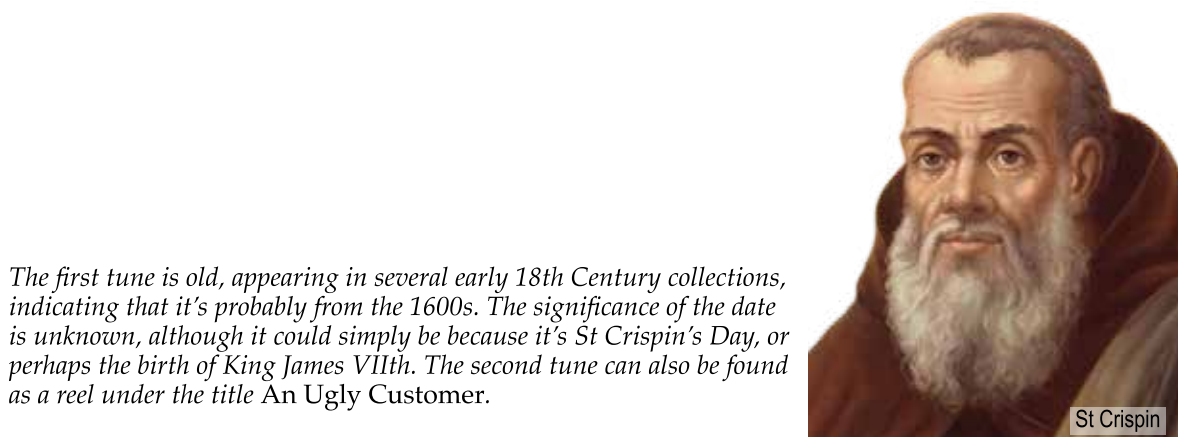 The first tune is old, appearing in several early 18th Century collections,
indicating that it's probably from the 1600s. The significance of the date
is unknown, although it could simply be because it's St Crispin's Day, or
perhaps the birth of King James VIIth. The second tune can also be found
as a reel under the title An Ugly Customer.
St Crispin